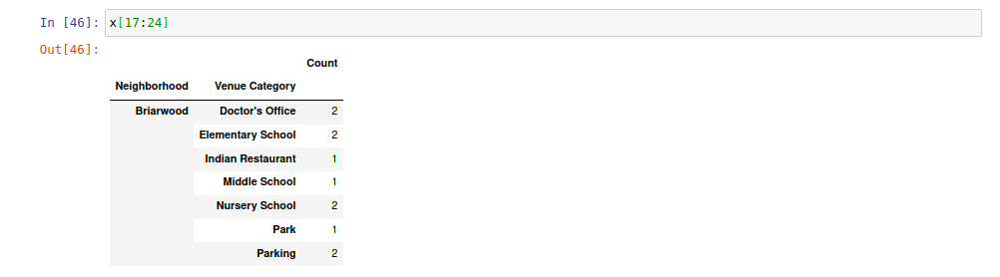 In [46]: x[17:24]
Out[46]:
Count
Neighborhood Venue Category
Briarwood Doctor's Office 2
Elementary School 2
Indian Restaurant 1
Middle School 1
Nursery School 2
Park 1
Parking 2